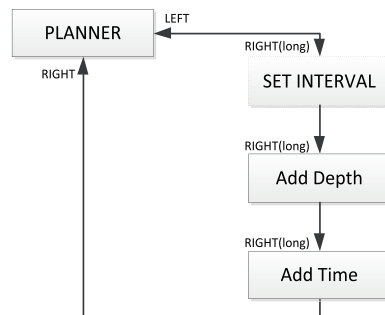 LEFT
PLANNER
RIGHT(long)
RIGHT
SET INTERVAL
RIGHT(long)
Add Depth
RIGHT(long)
Add Time